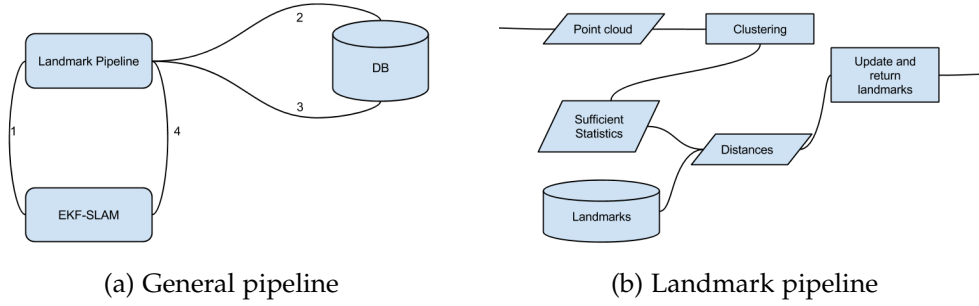 2
Landmark Pipeline
DB
3
1
4
EKF-SLAM
(a) General pipeline
Point cloud
Clustering
Update and
return
landmarks
Sufficient
Statistics
Distances
Landmarks
(b) Landmark pipeline